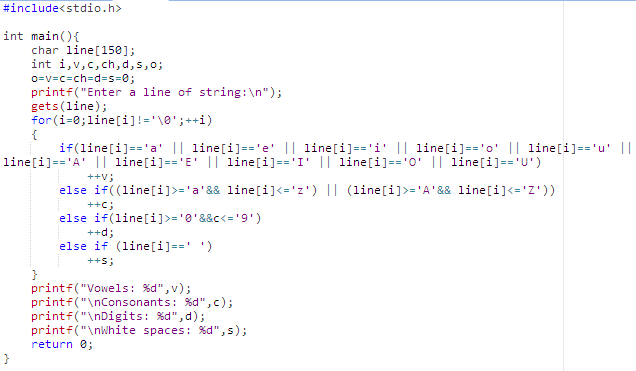 #include<stdio.h>
int main(){
char line[150];
int i,v,c,ch,d,s,o;
o=v=c=ch=d=s=0;
printf("Enter a line of string:\n");
gets(line);
for(i=0;line[i]!='\0';++i)
{
if(line[i]=='a' || line[i]=='e' || line[i]=='i' || line[i]=='o' || line[i]=='u' ||
line[i]=='A' || line[i]=='E' || line[i]=='I' || line[i]=='O' || line[i]=='U')
++v;
else if((line[i]>='a'&& line[i]<='z') || (line[i]>='A'&& line[i]<='Z'))
++c;
else if(line[i]>='0'&&c<='9')
++d;
else if (line[i]==' ')
++s;
}
printf("Vowels: %d",v);
printf("\nConsonants: %d",c);
printf("\nDigits: %d",d);
printf("\nWhite spaces: %d",s);
return 0;
}